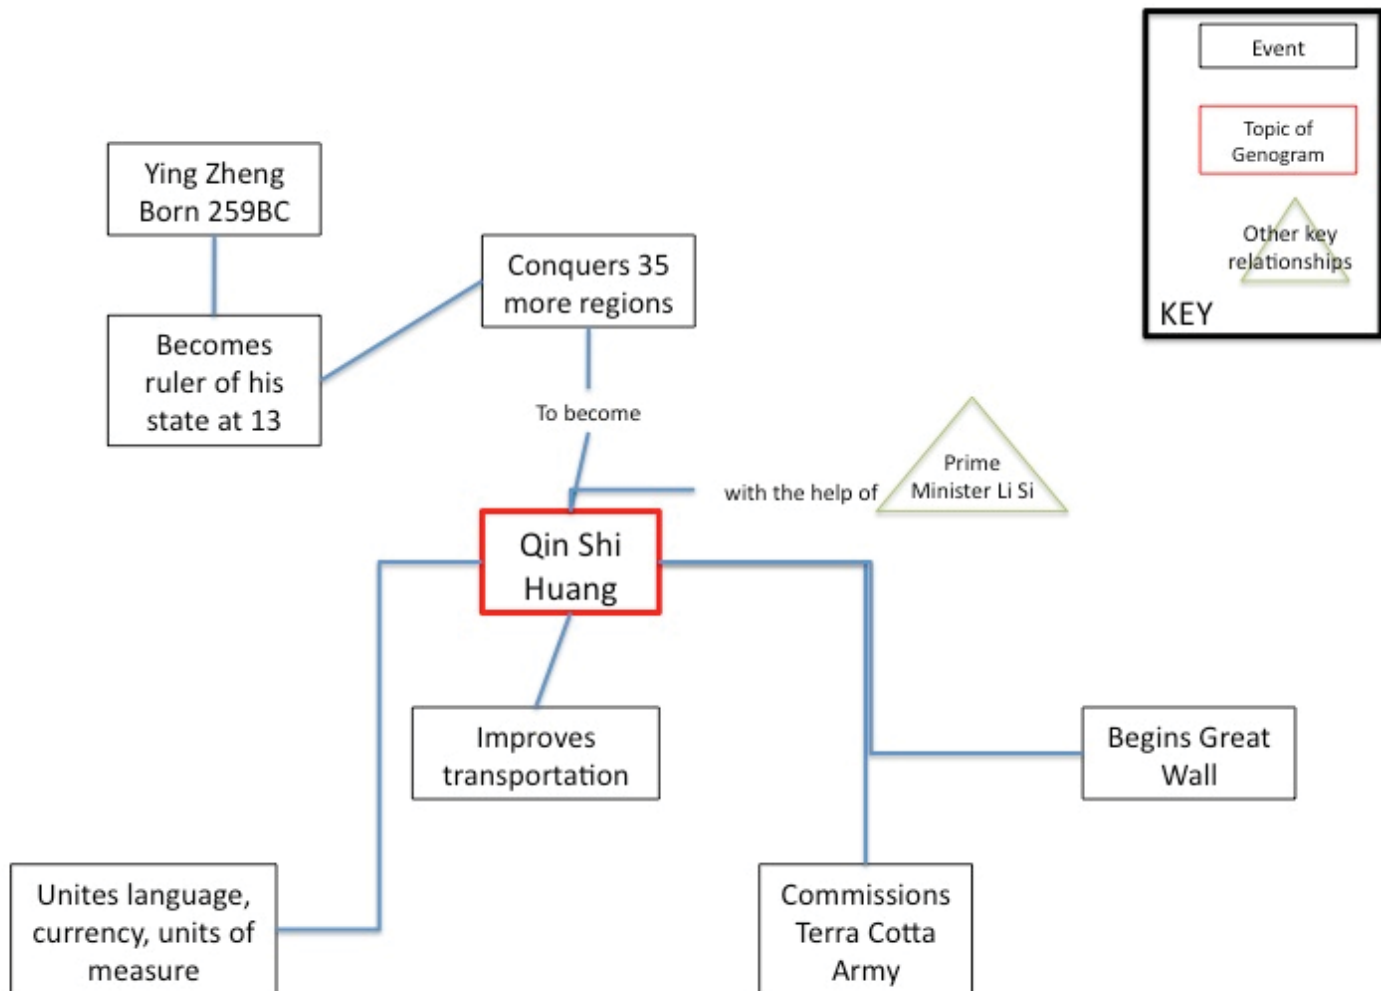 Event
Topic of
Genogram
Other key
relationships
KEY
Ying Zheng
Born 259BC
Becomes
ruler of his
state at 13
Conquers 35
more regions
To become
with the help of
Prime
Minister Li Si
Qin Shi
Huang
Improves
transportation
Begins Great
Wall
Unites language,
currency, units of
measure
Commissions
Terra Cotta
Army